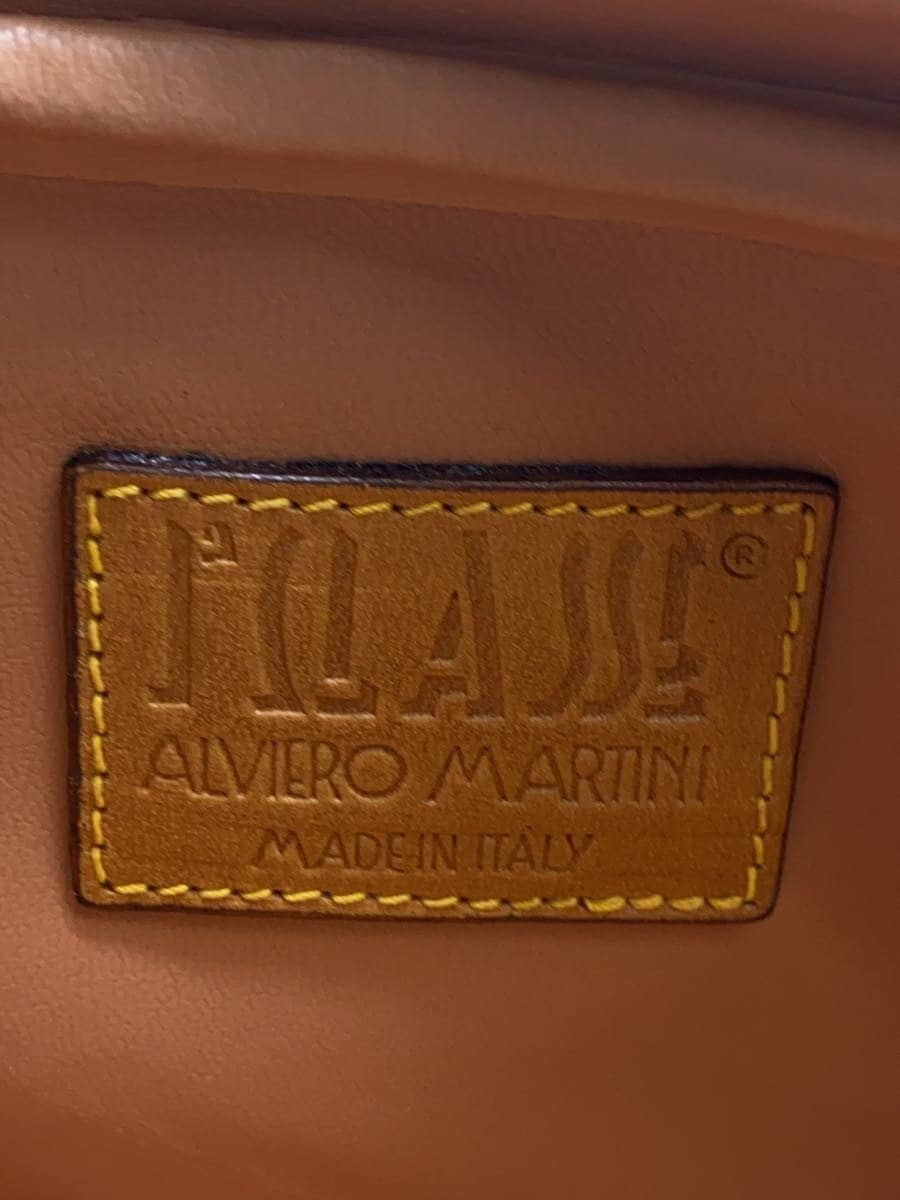 1ª CLASSE ®
ALVIERO MARTINI
MADE IN ITALY